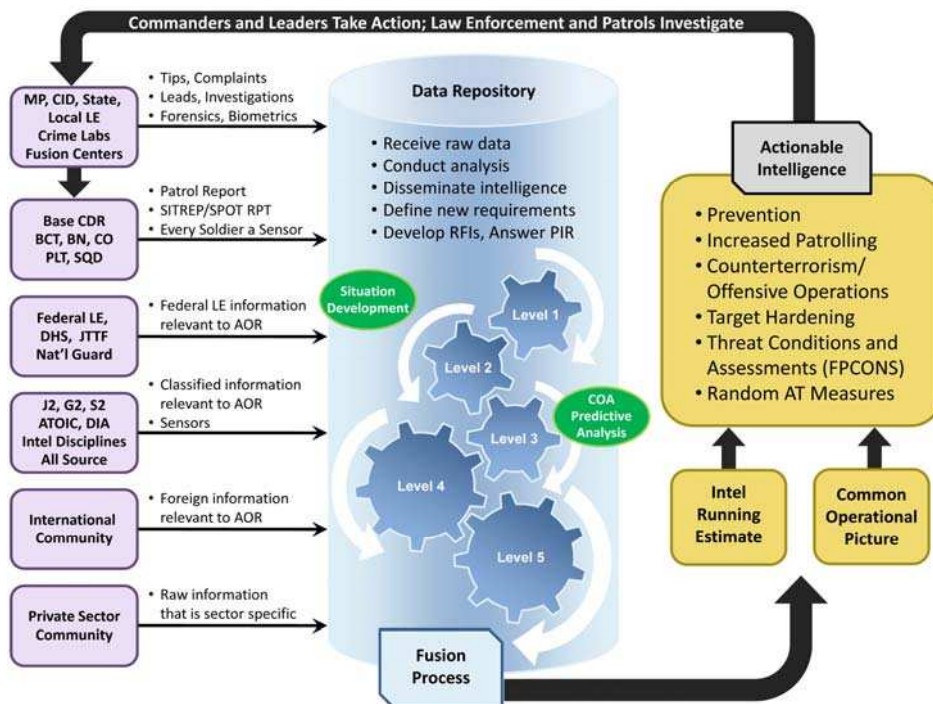 Commanders and Leaders Take Action; Law Enforcement and Patrols Investigate
MP, CID, State,
Local LE
Crime Labs
Fusion Centers
• Tips, Complaints
• Leads, Investigations
• Forensics, Biometrics
Base CDR
BCT, BN, CO
PLT, SQD
• Patrol Report
• SITREP/SPOT RPT
• Every Soldier a Sensor
Federal LE,
DHS, JTTF
Nat'l Guard
• Federal LE information
relevant to AOR
J2, G2, S2
ATOIC, DIA
Intel Disciplines
All Source
• Classified information
relevant to AOR
• Sensors
International
Community
• Foreign information
relevant to AOR
Private Sector
Community
• Raw information
that is sector specific
Data Repository
• Receive raw data
• Conduct analysis
• Disseminate intelligence
• Define new requirements
• Develop RFIs, Answer PIR
Situation
Development
Level 1
Level 2
Level 3
COA
Predictive
Analysis
Level 4
Level 5
Fusion
Process
Actionable
Intelligence
• Prevention
• Increased Patrolling
• Counterterrorism/
Offensive Operations
• Target Hardening
• Threat Conditions and
Assessments (FPCONS)
• Random AT Measures
Intel
Running
Estimate
Common
Operational
Picture